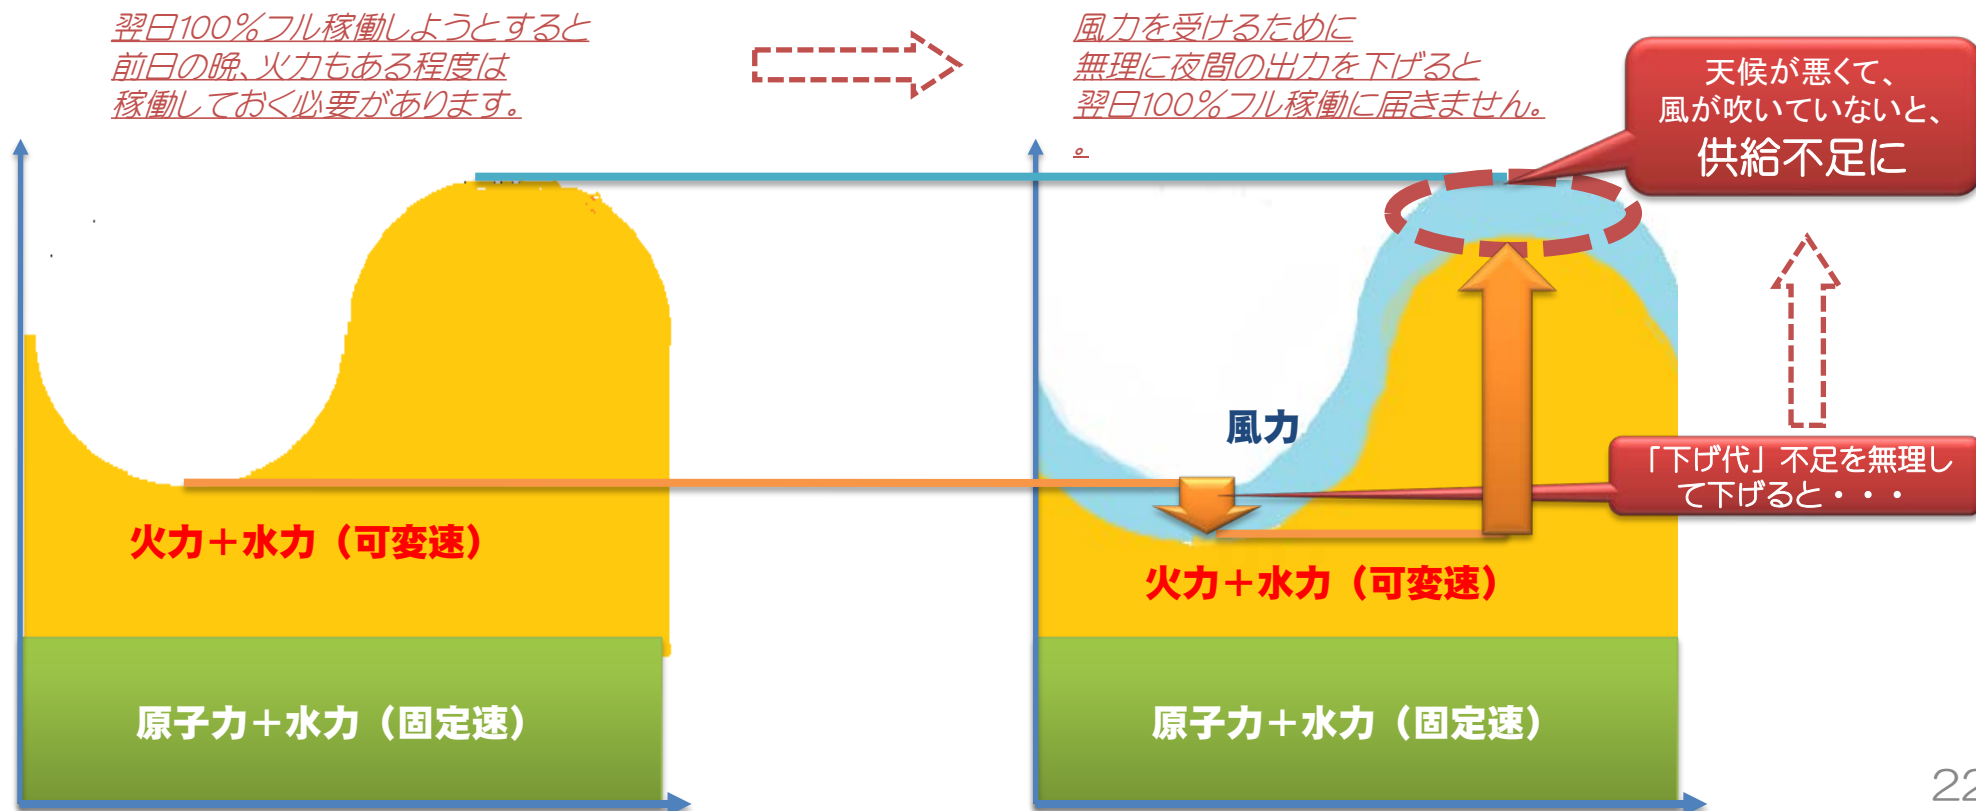 翌日100%フル稼働しようとすると
前日の晩、火力もある程度は
稼働しておく必要があります。
風力を受けるために
無理に夜間の出力を下げると
翌日100%フル稼働に届きません。
。
天候が悪くて、
風が吹いていないと、
供給不足に
風力
「下げ代」不足を無理し
て下げると・・・
火力＋水力（可変速）
火力＋水力（可変速）
原子力＋水力（固定速）
原子力＋水力（固定速）
22